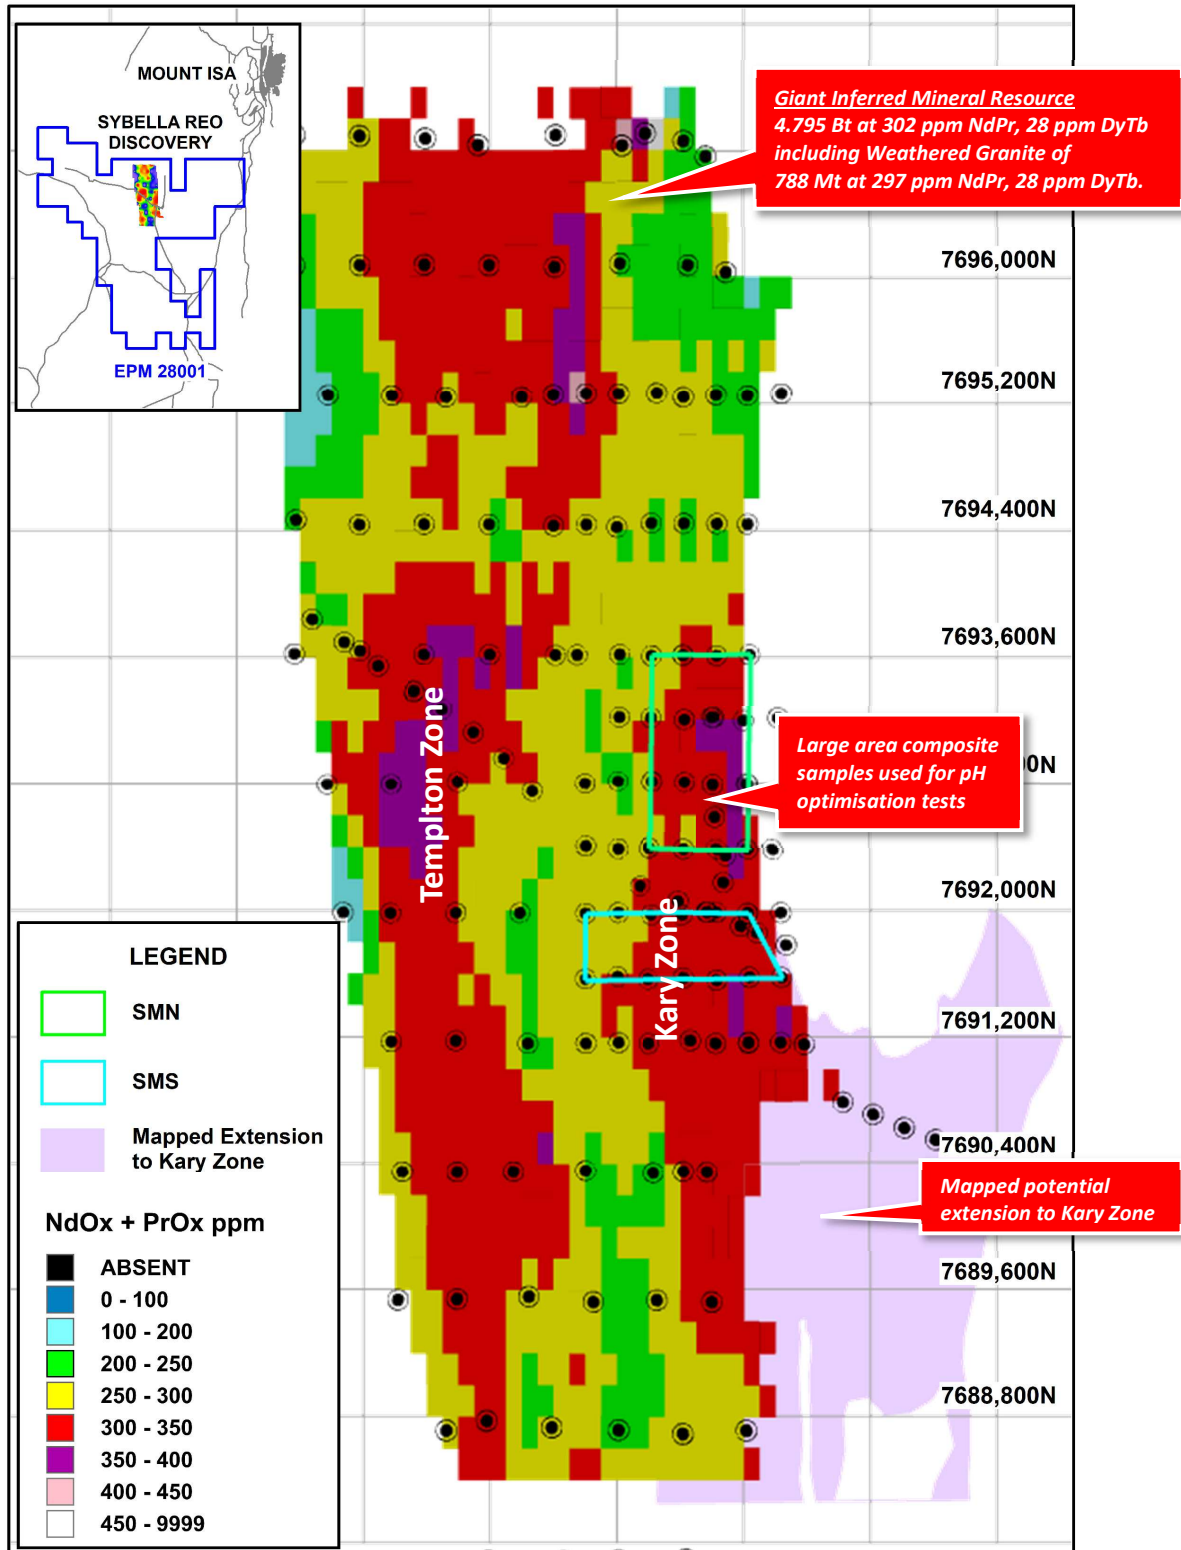 MOUNT ISA
SYBELLA REO
DISCOVERY
EPM 28001
Giant Inferred Mineral Resource
4.795 Bt at 302 ppm NdPr, 28 ppm DyTb
including Weathered Granite of
788 Mt at 297 ppm NdPr, 28 ppm DyTb.
7696,000N
7695,200N
7694,400N
7693,600N
Large area composite
samples used for pH
optimisation tests
00N
Templton Zone
7692,000N
Kary Zone
7691,200N
7690,400N
Mapped potential
extension to Kary Zone
7689,600N
7688,800N
LEGEND
SMN
SMS
Mapped Extension
to Kary Zone
NdOx + PrOx ppm
ABSENT
0 - 100
100 - 200
200 - 250
250 - 300
300 - 350
350 - 400
400 - 450
450 - 9999